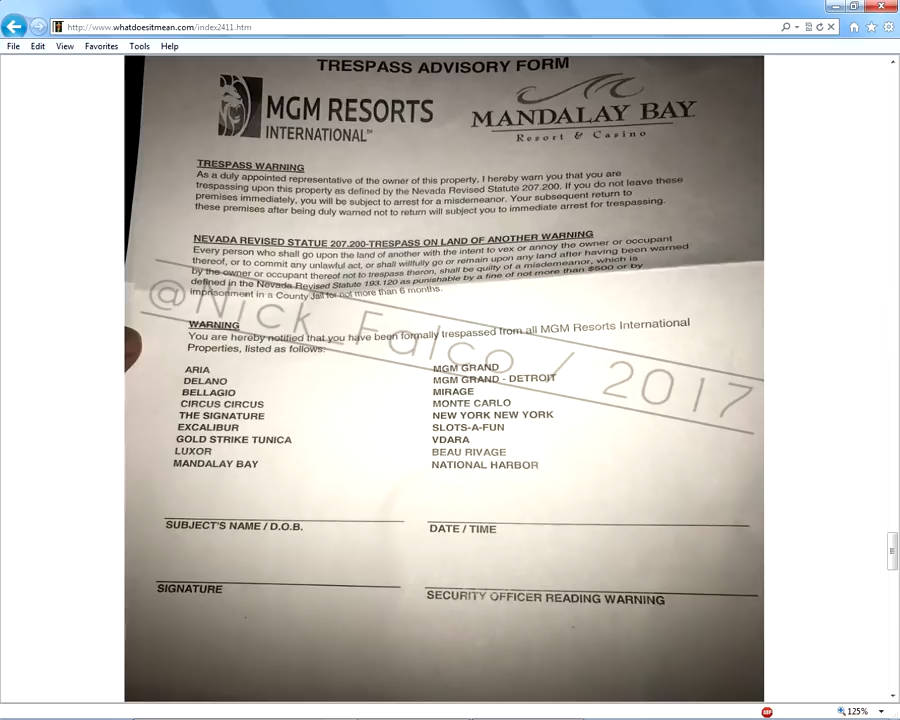 http://www.whatdoesitmean.com/index2411.htm
File Edit View Favorites Tools Help
TRESPASS ADVISORY FORM
MGM RESORTS
INTERNATIONAL
MANDALAY BAY
Resort & Casino
TRESPASS WARNING
As a duly appointed representative of the owner of this property, I hereby warn you that you are
trespassing upon this property as defined by the Nevada Revised Statute 207.200. If you do not leave these
premises immediately, you will be subject to arrest for a misdemeanor. Your subsequent return to
these premises after being duly warned not to return will subject you to immediate arrest for trespassing.
NEVADA REVISED STATUE 207.200-TRESPASS ON LAND OF ANOTHER WARNING
Every person who shall go upon the land of another with the intent to vex or annoy the owner or occupant
thereof, or to commit any unlawful act, or shall willfully go or remain upon any land after having been warned
by the owner or occupant thereof not to trespass theron, shall be quilty of a misdemeanor, which is
defined in the Nevada Revised Statute 193.120 as punishable by a fine of not more than $500 or by
imprisonment in a County Jail for not more than 6 months.
@Nick_Falco / 2017
WARNING
You are hereby notified that you have been formally trespassed from all MGM Resorts International
Properties, listed as follows:
ARIA MGM GRAND
DELANO MGM GRAND - DETROIT
BELLAGIO MIRAGE
CIRCUS CIRCUS MONTE CARLO
THE SIGNATURE NEW YORK NEW YORK
EXCALIBUR SLOTS-A-FUN
GOLD STRIKE TUNICA VDARA
LUXOR BEAU RIVAGE
MANDALAY BAY NATIONAL HARBOR
SUBJECT'S NAME / D.O.B. DATE / TIME
SIGNATURE SECURITY OFFICER READING WARNING
ABP
125%